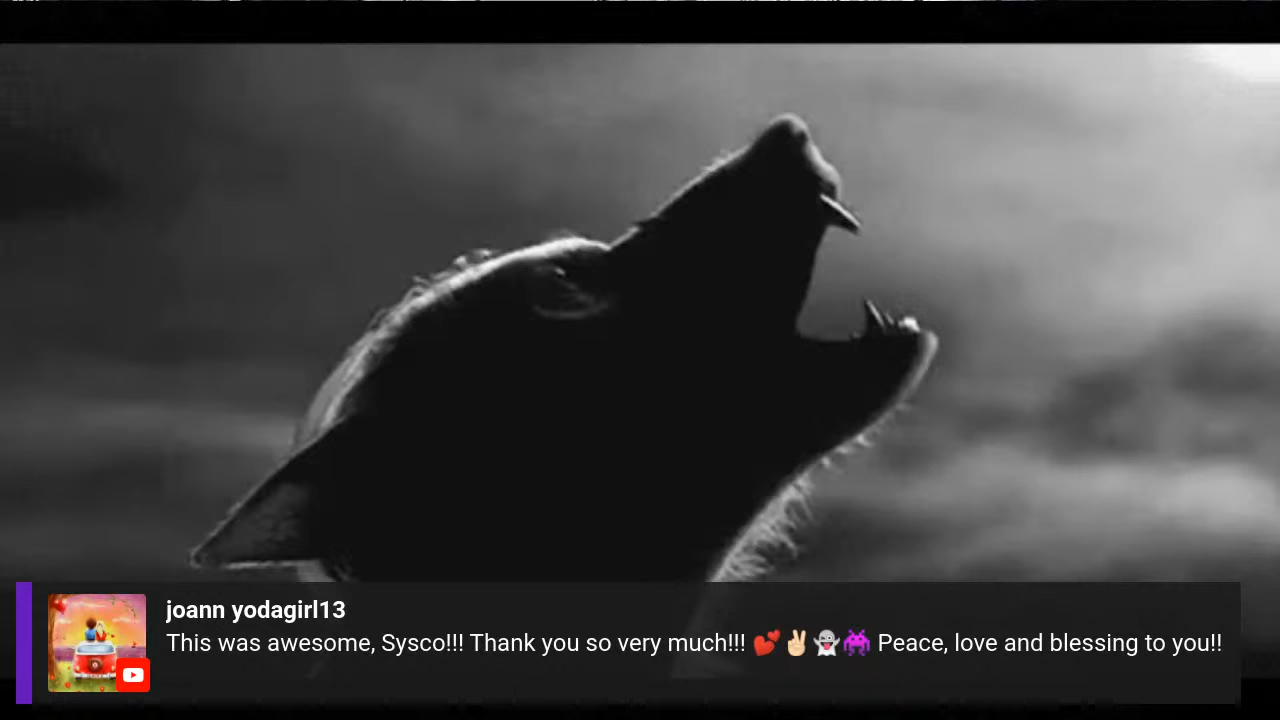 joann yodagirl13
This was awesome, Sysco!!! Thank you so very much!!! 💕✌🏻👻👾 Peace, love and blessing to you!!